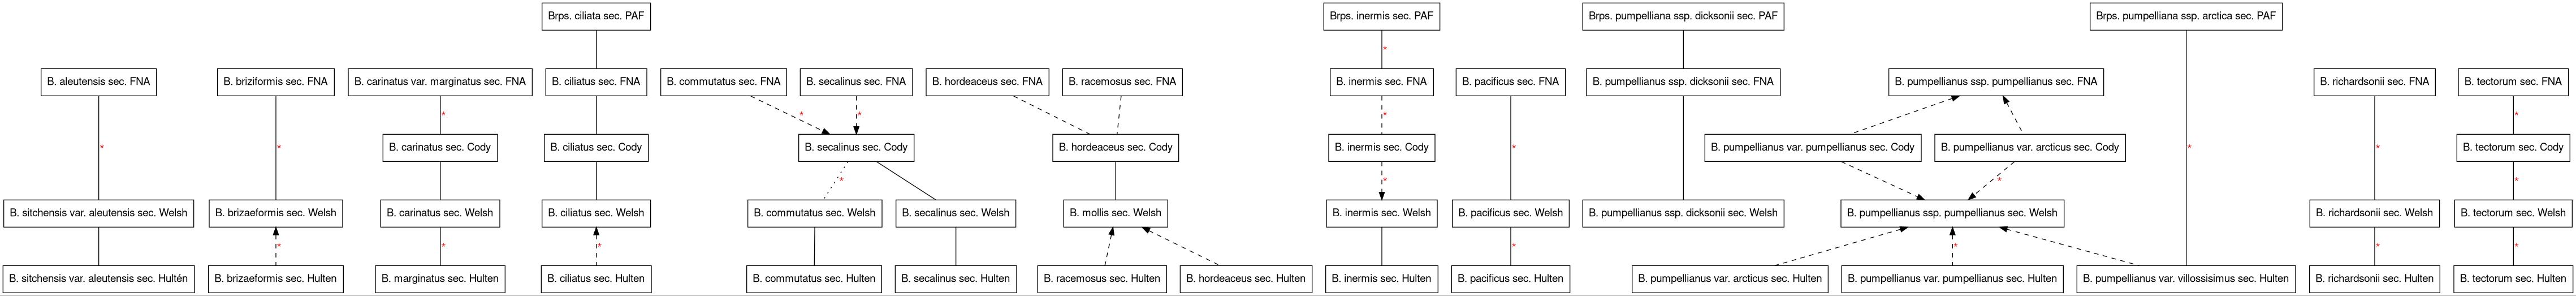 Brps. ciliata sec. PAF
Brps. inermis sec. PAF
Brps. pumpelliana ssp. dicksonii sec. PAF
Brps. pumpelliana ssp. arctica sec. PAF
*
B. aleutensis sec. FNA
B. briziformis sec. FNA
B. carinatus var. marginatus sec. FNA
B. ciliatus sec. FNA
B. commutatus sec. FNA
B. secalinus sec. FNA
B. hordeaceus sec. FNA
B. racemosus sec. FNA
B. inermis sec. FNA
B. pacificus sec. FNA
B. pumpellianus ssp. dicksonii sec. FNA
B. pumpellianus ssp. pumpellianus sec. FNA
B. richardsonii sec. FNA
B. tectorum sec. FNA
* * * * *
B. carinatus sec. Cody
B. ciliatus sec. Cody
B. secalinus sec. Cody
B. hordeaceus sec. Cody
B. inermis sec. Cody
B. pumpellianus var. pumpellianus sec. Cody
B. pumpellianus var. arcticus sec. Cody
B. tectorum sec. Cody
* * * * *
* * * *
B. sitchensis var. aleutensis sec. Welsh
B. brizaeformis sec. Welsh
B. carinatus sec. Welsh
B. ciliatus sec. Welsh
B. commutatus sec. Welsh
B. secalinus sec. Welsh
B. mollis sec. Welsh
B. inermis sec. Welsh
B. pacificus sec. Welsh
B. pumpellianus ssp. dicksonii sec. Welsh
B. pumpellianus ssp. pumpellianus sec. Welsh
B. richardsonii sec. Welsh
B. tectorum sec. Welsh
* * * * * * *
B. sitchensis var. aleutensis sec. Hultén
B. brizaeformis sec. Hulten
B. marginatus sec. Hulten
B. ciliatus sec. Hulten
B. commutatus sec. Hulten
B. secalinus sec. Hulten
B. racemosus sec. Hulten
B. hordeaceus sec. Hulten
B. inermis sec. Hulten
B. pacificus sec. Hulten
B. pumpellianus var. arcticus sec. Hulten
B. pumpellianus var. pumpellianus sec. Hulten
B. pumpellianus var. villossisimus sec. Hulten
B. richardsonii sec. Hulten
B. tectorum sec. Hulten